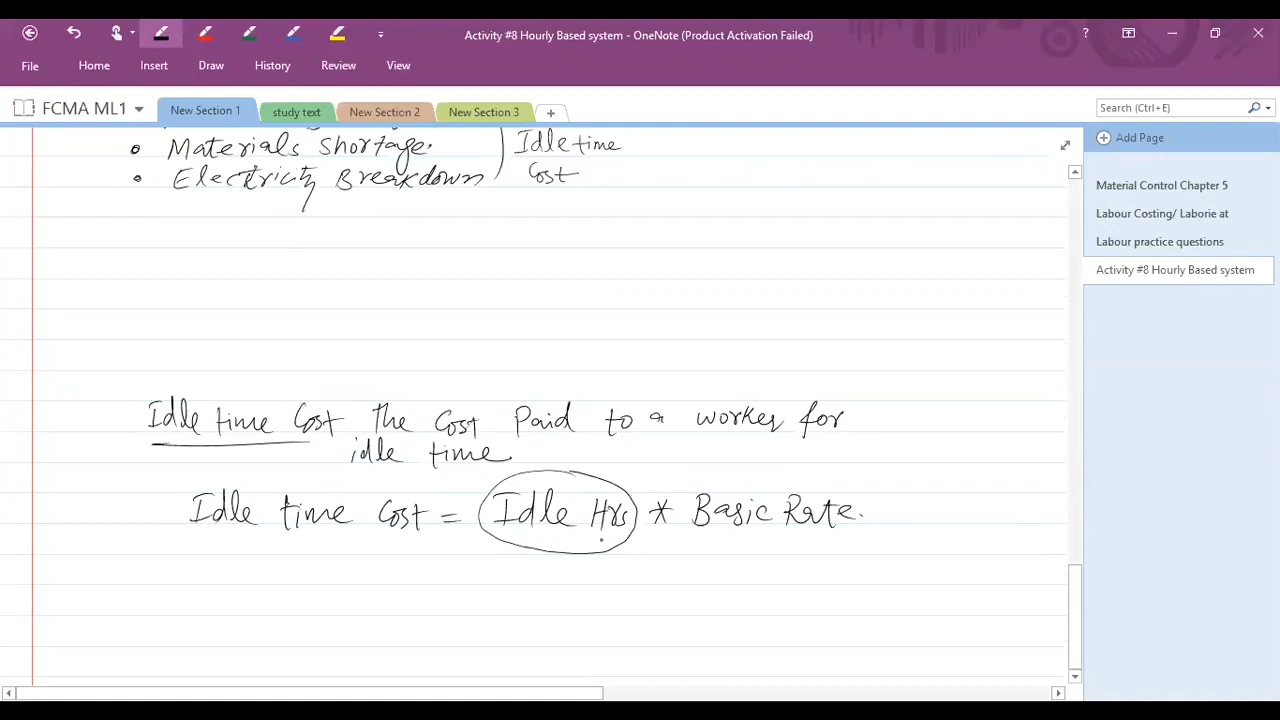 Activity #8 Hourly Based system - OneNote (Product Activation Failed)
?
File Home Insert Draw History Review View
FCMA ML1 New Section 1 study text New Section 2 New Section 3
Search (Ctrl+E)
Add Page
Material Control Chapter 5
Labour Costing/ Laborie at
Labour practice questions
Activity #8 Hourly Based system
• Materials Shortage. Idle time
• Electricity Breakdown Cost
Idle time Cost the Cost Paid to a worker for
idle time.
Idle time Cost = Idle Hrs * Basic Rate.